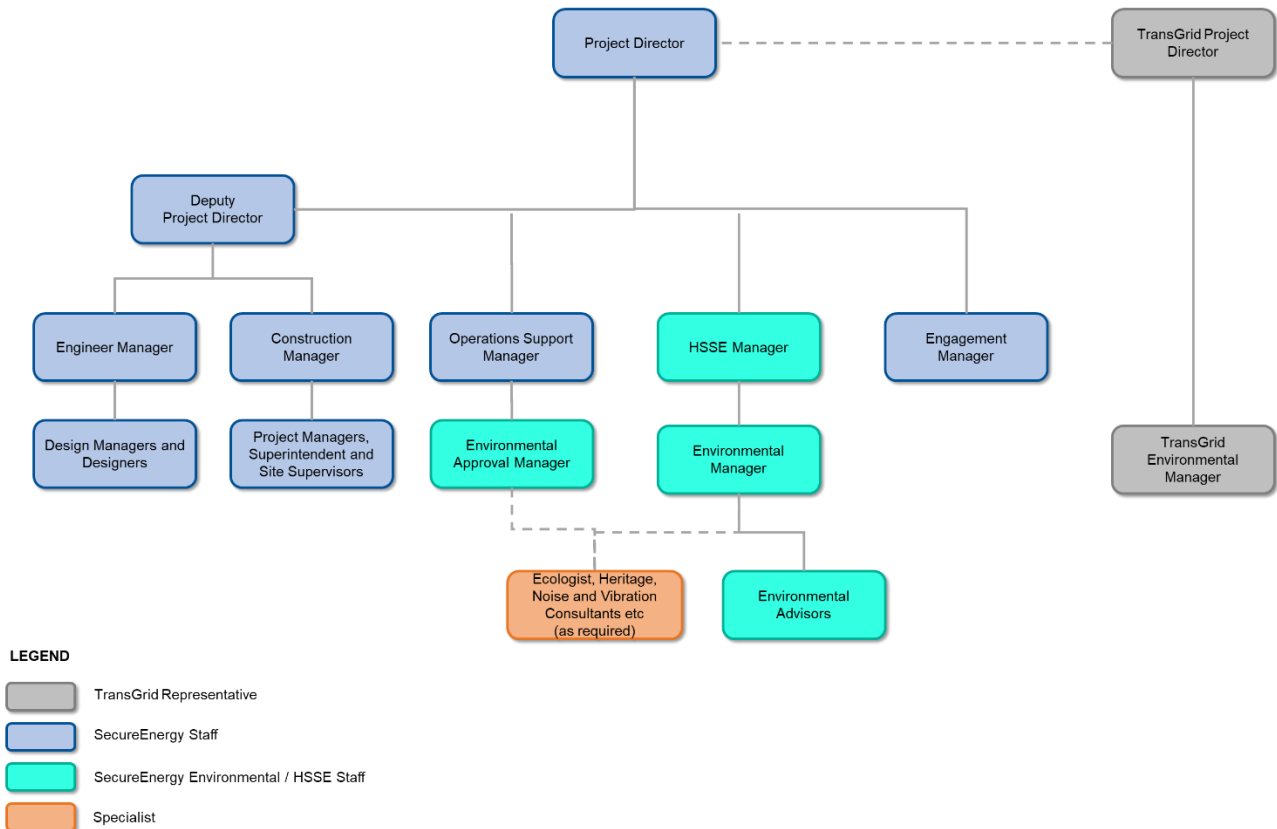 Project Director
TransGrid Project
Director
Deputy
Project Director
Engineer Manager
Construction
Manager
Operations Support
Manager
HSSE Manager
Engagement
Manager
Design Managers and
Designers
Project Managers,
Superintendent and
Site Supervisors
Environmental
Approval Manager
Environmental
Manager
TransGrid
Environmental
Manager
Ecologist, Heritage,
Noise and Vibration
Consultants etc
(as required)
Environmental
Advisors
LEGEND
TransGrid Representative
SecureEnergy Staff
SecureEnergy Environmental / HSSE Staff
Specialist